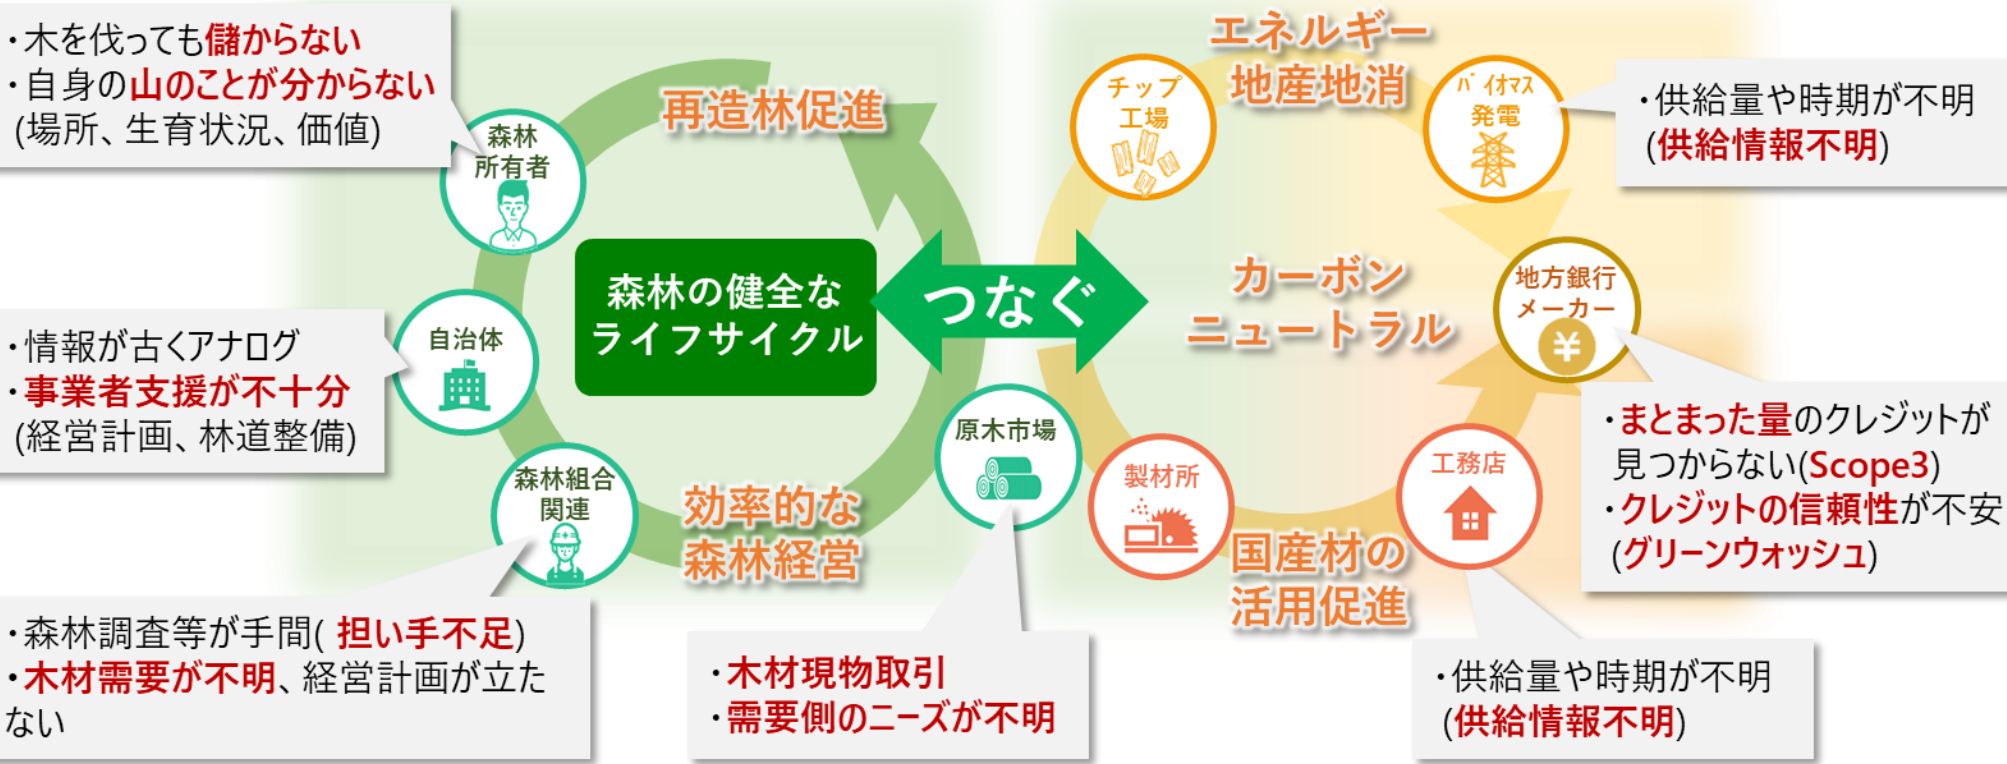 ・木を伐っても儲からない
・自身の山のことが分からない
(場所、生育状況、価値)
森林
所有者
再造林促進
・情報が古くアナログ
・事業者支援が不十分
(経営計画、林道整備)
自治体
森林の健全な
ライフサイクル
つなぐ
森林組合
関連
・森林調査等が手間( 担い手不足)
・木材需要が不明、経営計画が立た
ない
効率的な
森林経営
原木市場
・木材現物取引
・需要側のニーズが不明
エネルギー
地産地消
チップ
工場
バイオマス
発電
・供給量や時期が不明
(供給情報不明)
カーボン
ニュートラル
地方銀行
メーカー
¥
・まとまった量のクレジットが
見つからない(Scope3)
・クレジットの信頼性が不安
(グリーンウォッシュ)
製材所
国産材の
活用促進
工務店
・供給量や時期が不明
(供給情報不明)